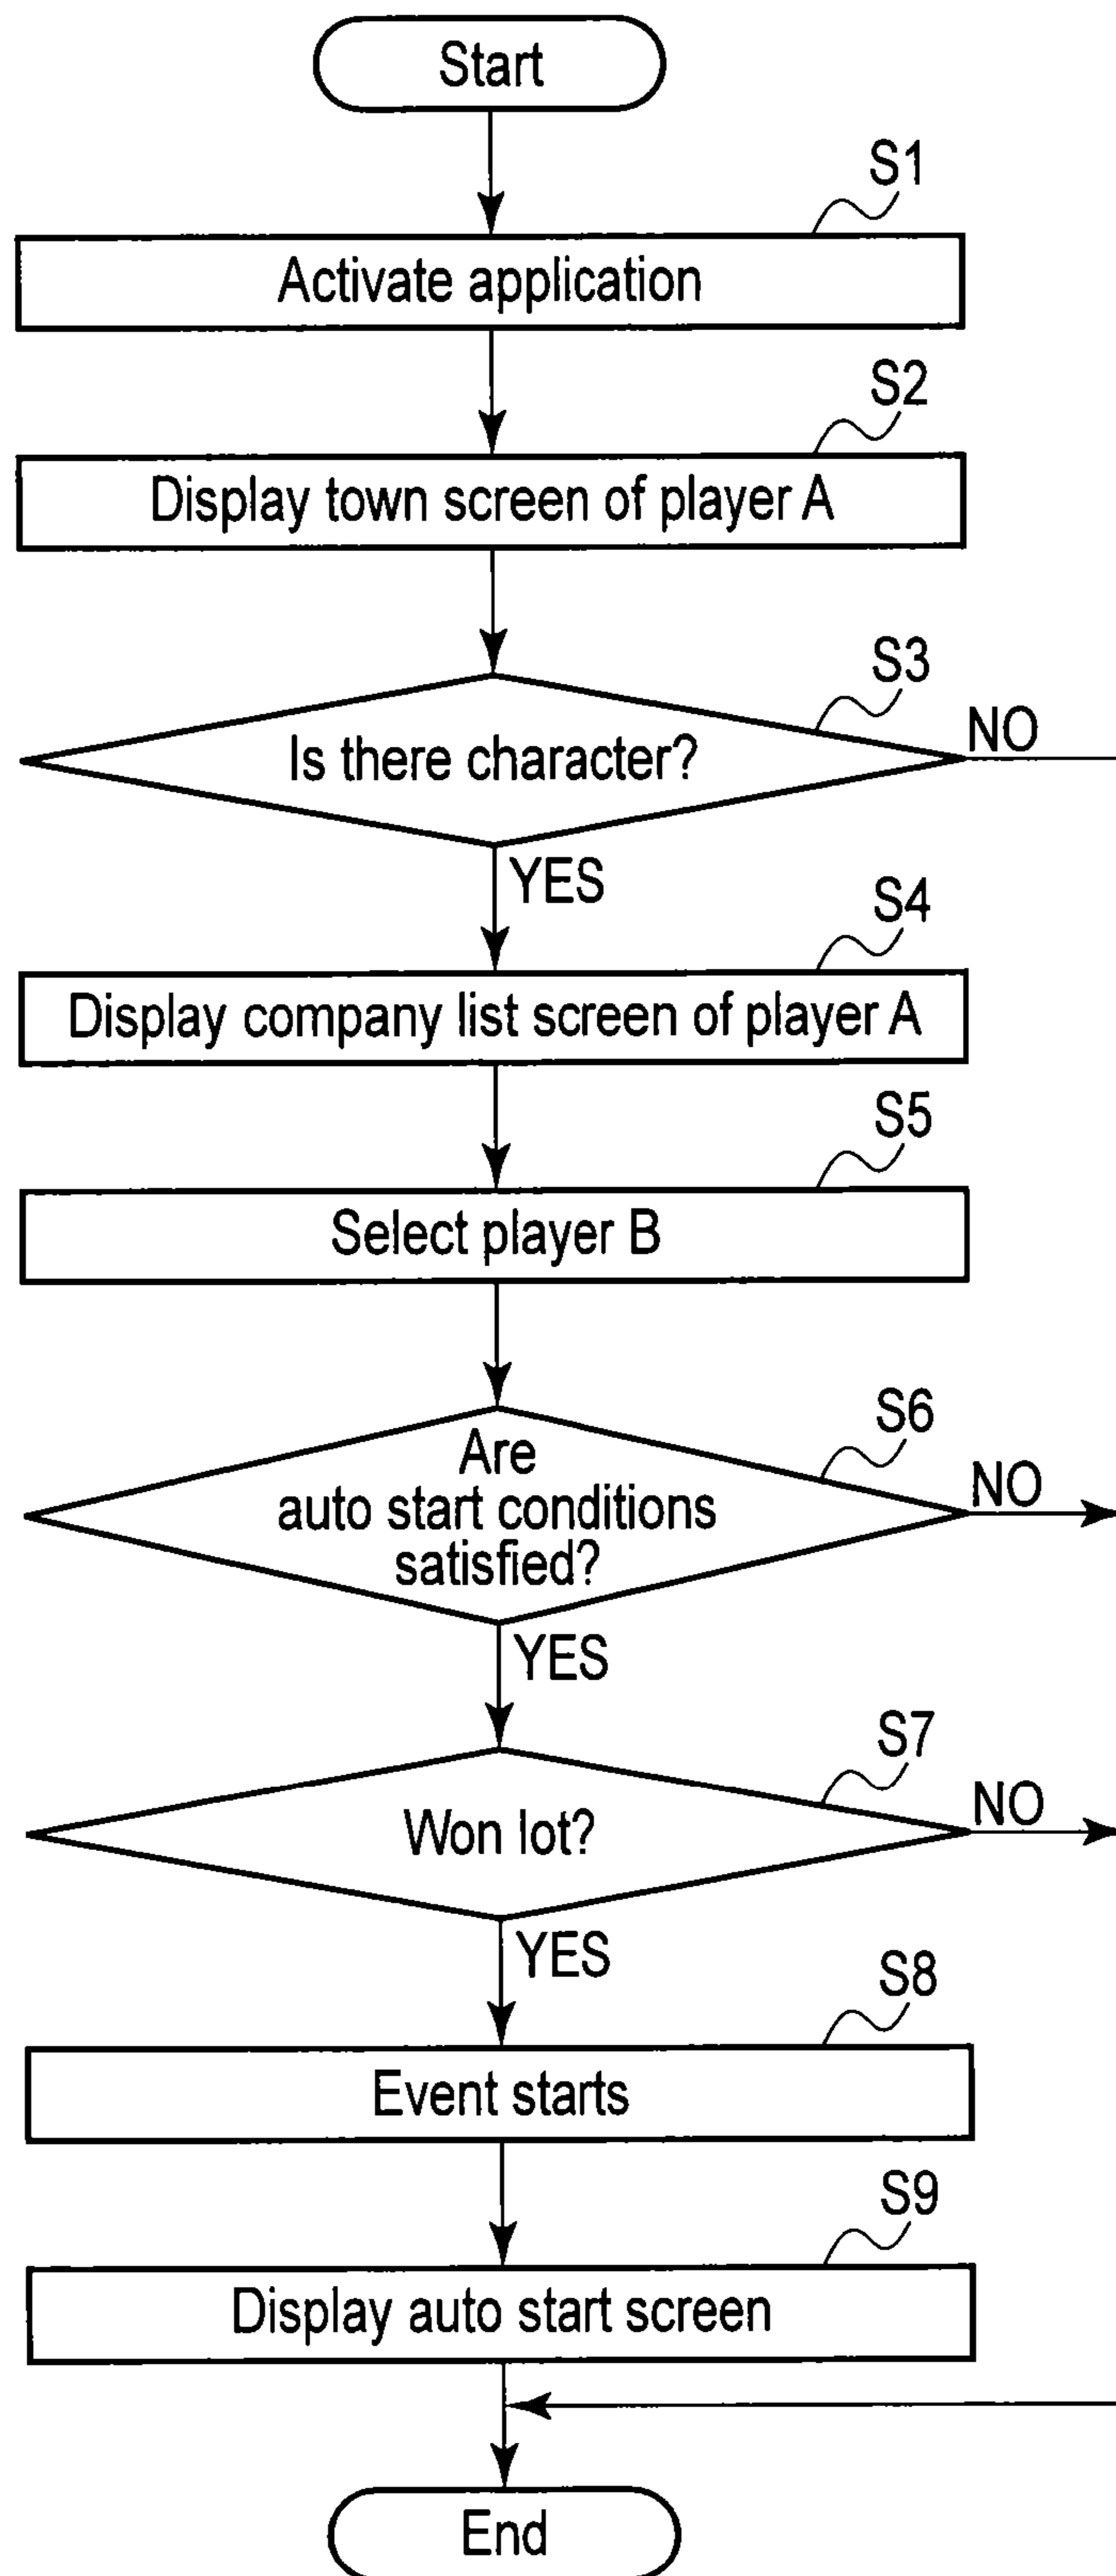 Start
S1
Activate application
S2
Display town screen of player A
S3
Is there character?
NO
YES
S4
Display company list screen of player A
S5
Select player B
S6
Are
auto start conditions
satisfied?
NO
YES
S7
Won lot?
NO
YES
S8
Event starts
S9
Display auto start screen
End